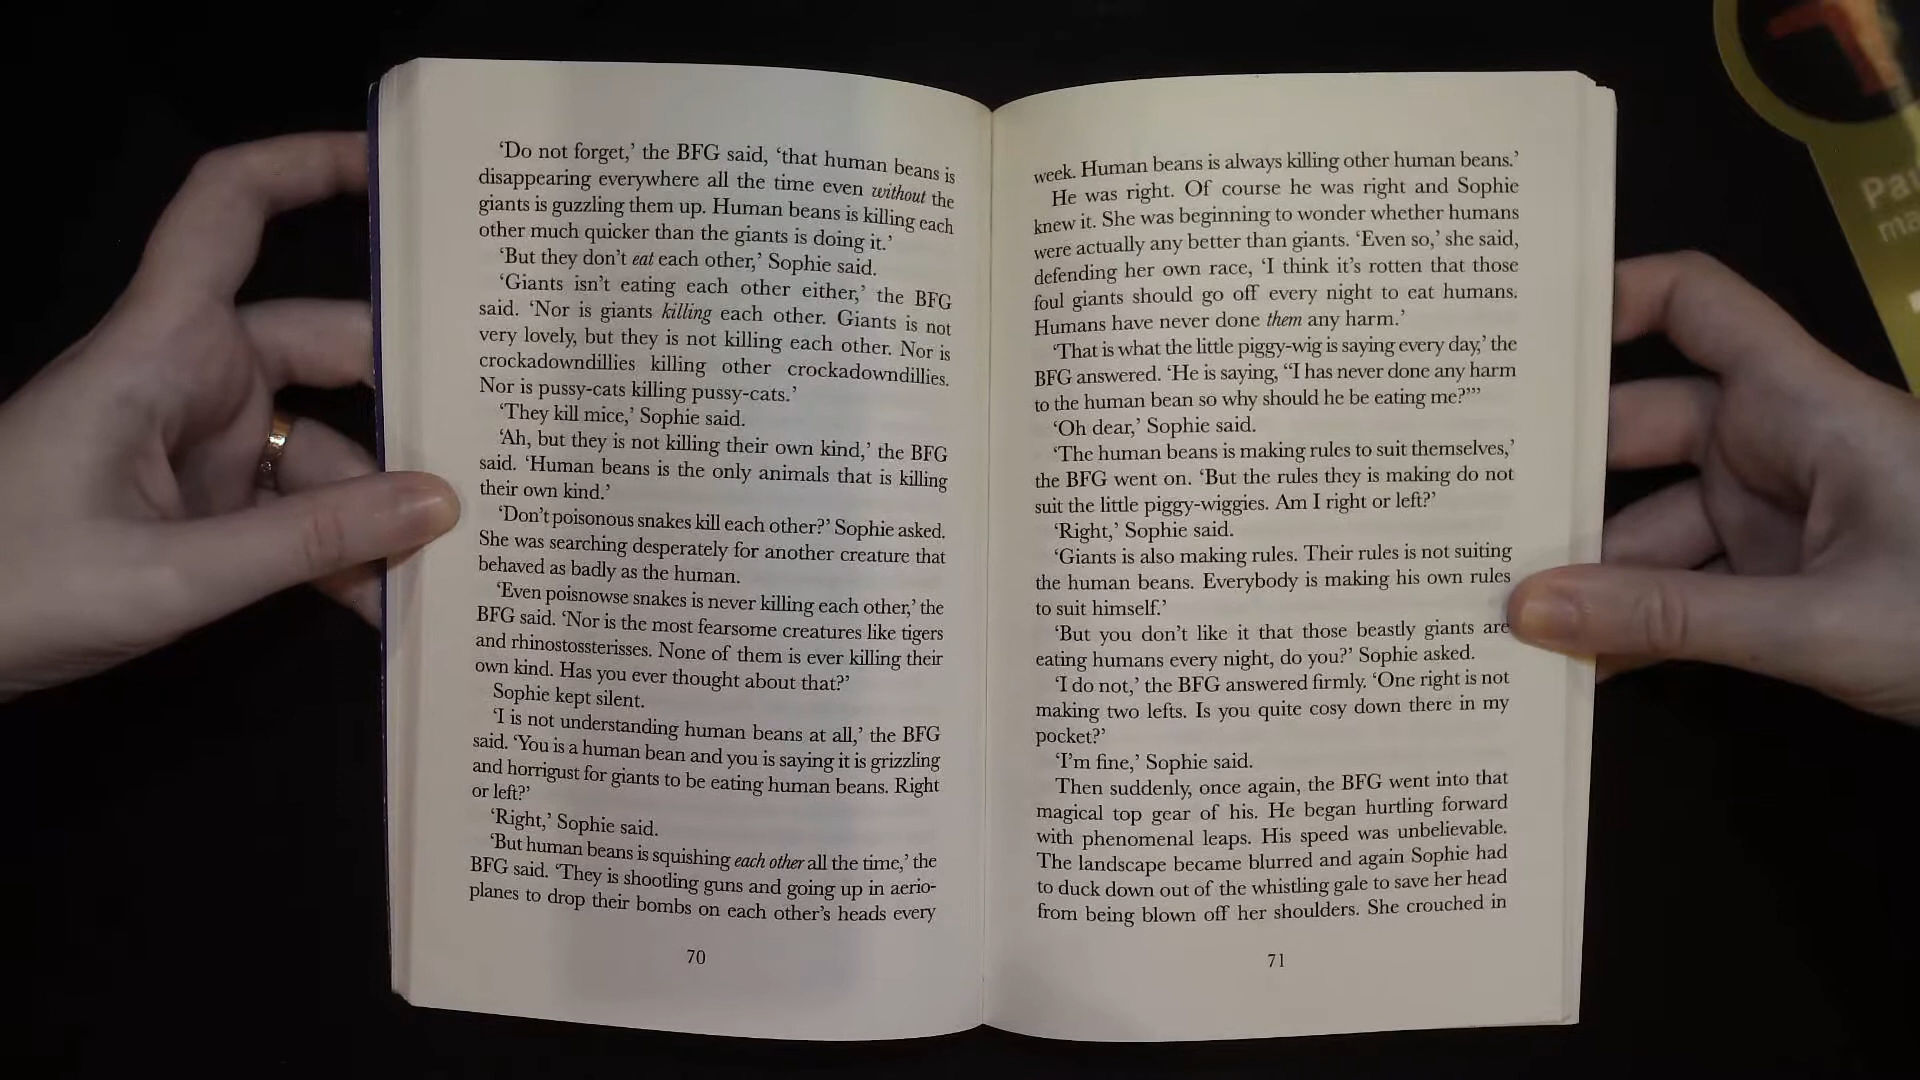 ‘Do not forget,’ the BFG said, ‘that human beans is
disappearing everywhere all the time even without the
giants is guzzling them up. Human beans is killing each
other much quicker than the giants is doing it.’
‘But they don’t eat each other,’ Sophie said.
‘Giants isn’t eating each other either,’ the BFG
said. ‘Nor is giants killing each other. Giants is not
very lovely, but they is not killing each other. Nor is
crockadowndillies killing other crockadowndillies.
Nor is pussy-cats killing pussy-cats.’
‘They kill mice,’ Sophie said.
‘Ah, but they is not killing their own kind,’ the BFG
said. ‘Human beans is the only animals that is killing
their own kind.’
‘Don’t poisonous snakes kill each other?’ Sophie asked.
She was searching desperately for another creature that
behaved as badly as the human.
‘Even poisnowse snakes is never killing each other,’ the
BFG said. ‘Nor is the most fearsome creatures like tigers
and rhinostossterisses. None of them is ever killing their
own kind. Has you ever thought about that?’
Sophie kept silent.
‘I is not understanding human beans at all,’ the BFG
said. ‘You is a human bean and you is saying it is grizzling
and horrigust for giants to be eating human beans. Right
or left?’
‘Right,’ Sophie said.
‘But human beans is squishing each other all the time,’ the
BFG said. ‘They is shootling guns and going up in aerio-
planes to drop their bombs on each other’s heads every
70
week. Human beans is always killing other human beans.’
He was right. Of course he was right and Sophie
knew it. She was beginning to wonder whether humans
were actually any better than giants. ‘Even so,’ she said,
defending her own race, ‘I think it’s rotten that those
foul giants should go off every night to eat humans.
Humans have never done them any harm.’
‘That is what the little piggy-wig is saying every day,’ the
BFG answered. ‘He is saying, “I has never done any harm
to the human bean so why should he be eating me?”’
‘Oh dear,’ Sophie said.
‘The human beans is making rules to suit themselves,’
the BFG went on. ‘But the rules they is making do not
suit the little piggy-wiggies. Am I right or left?’
‘Right,’ Sophie said.
‘Giants is also making rules. Their rules is not suiting
the human beans. Everybody is making his own rules
to suit himself.’
‘But you don’t like it that those beastly giants are
eating humans every night, do you?’ Sophie asked.
‘I do not,’ the BFG answered firmly. ‘One right is not
making two lefts. Is you quite cosy down there in my
pocket?’
‘I’m fine,’ Sophie said.
Then suddenly, once again, the BFG went into that
magical top gear of his. He began hurtling forward
with phenomenal leaps. His speed was unbelievable.
The landscape became blurred and again Sophie had
to duck down out of the whistling gale to save her head
from being blown off her shoulders. She crouched in
71